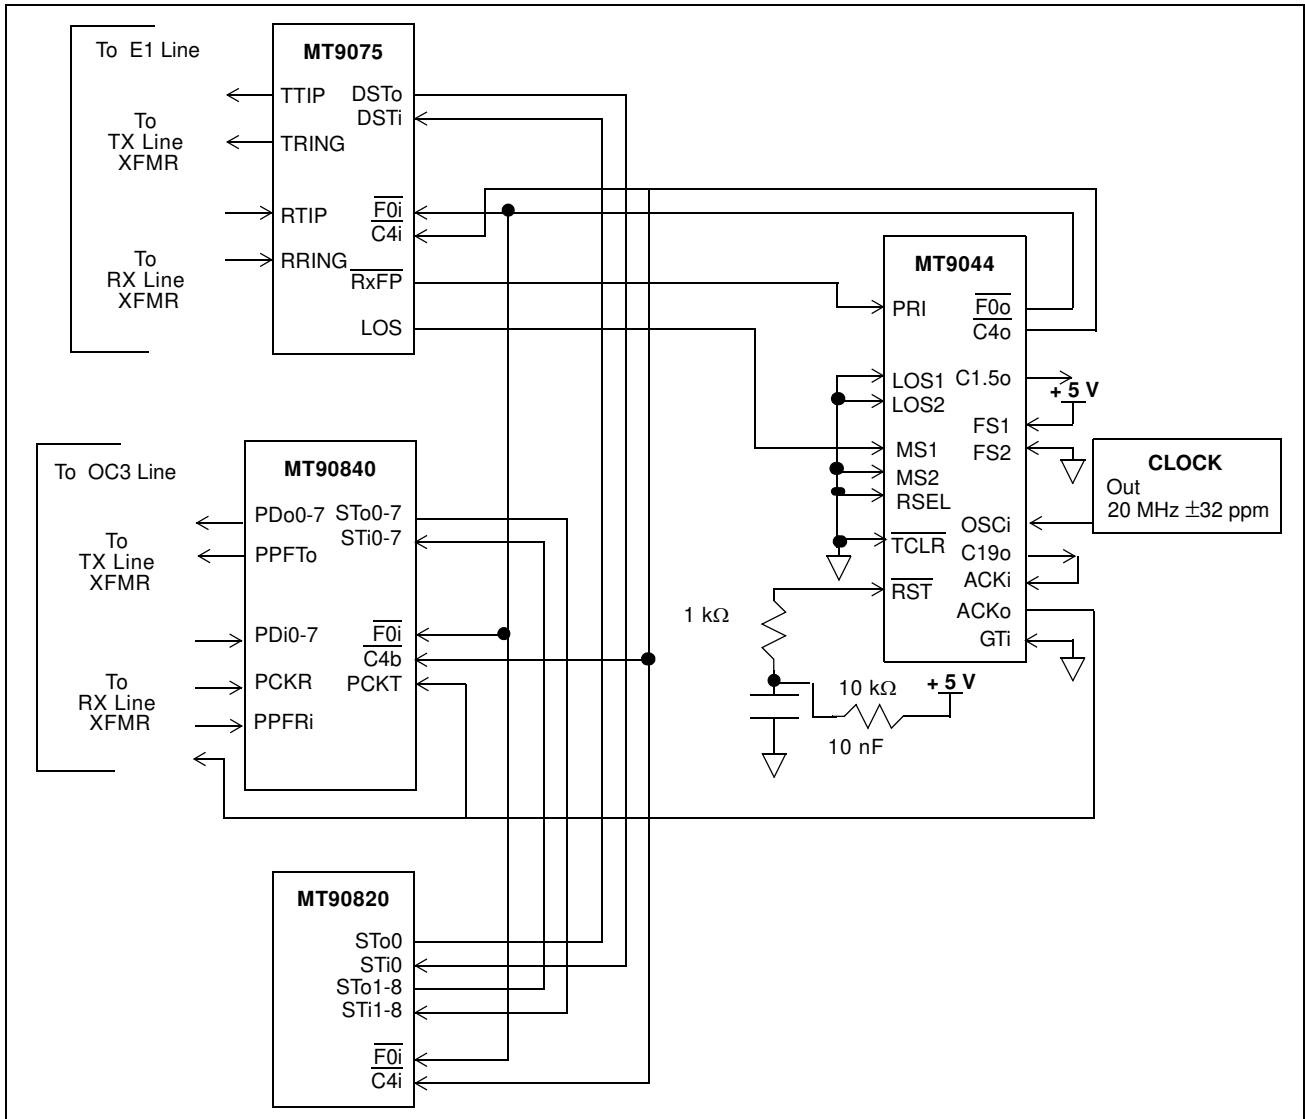 To E1 Line
To
TX Line
XFMR
To
RX Line
XFMR
MT9075
TTIP
TRING
RTIP
RRING
DSTo
DSTi
F0i
C4i
RxFP
LOS
MT9044
PRI
LOS1
LOS2
MS1
MS2
RSEL
TCLR
RST
F0o
C4o
C1.5o
FS1
FS2
OSCi
C19o
ACKi
ACKo
GTi
+ 5 V
CLOCK
Out
20 MHz ±32 ppm
1 kΩ
10 kΩ
+ 5 V
10 nF
To OC3 Line
To
TX Line
XFMR
To
RX Line
XFMR
MT90840
PDo0-7
PPFTo
PDi0-7
PCKR
PPFRi
STo0-7
STi0-7
F0i
C4b
PCKT
MT90820
STo0
STi0
STo1-8
STi1-8
F0i
C4i